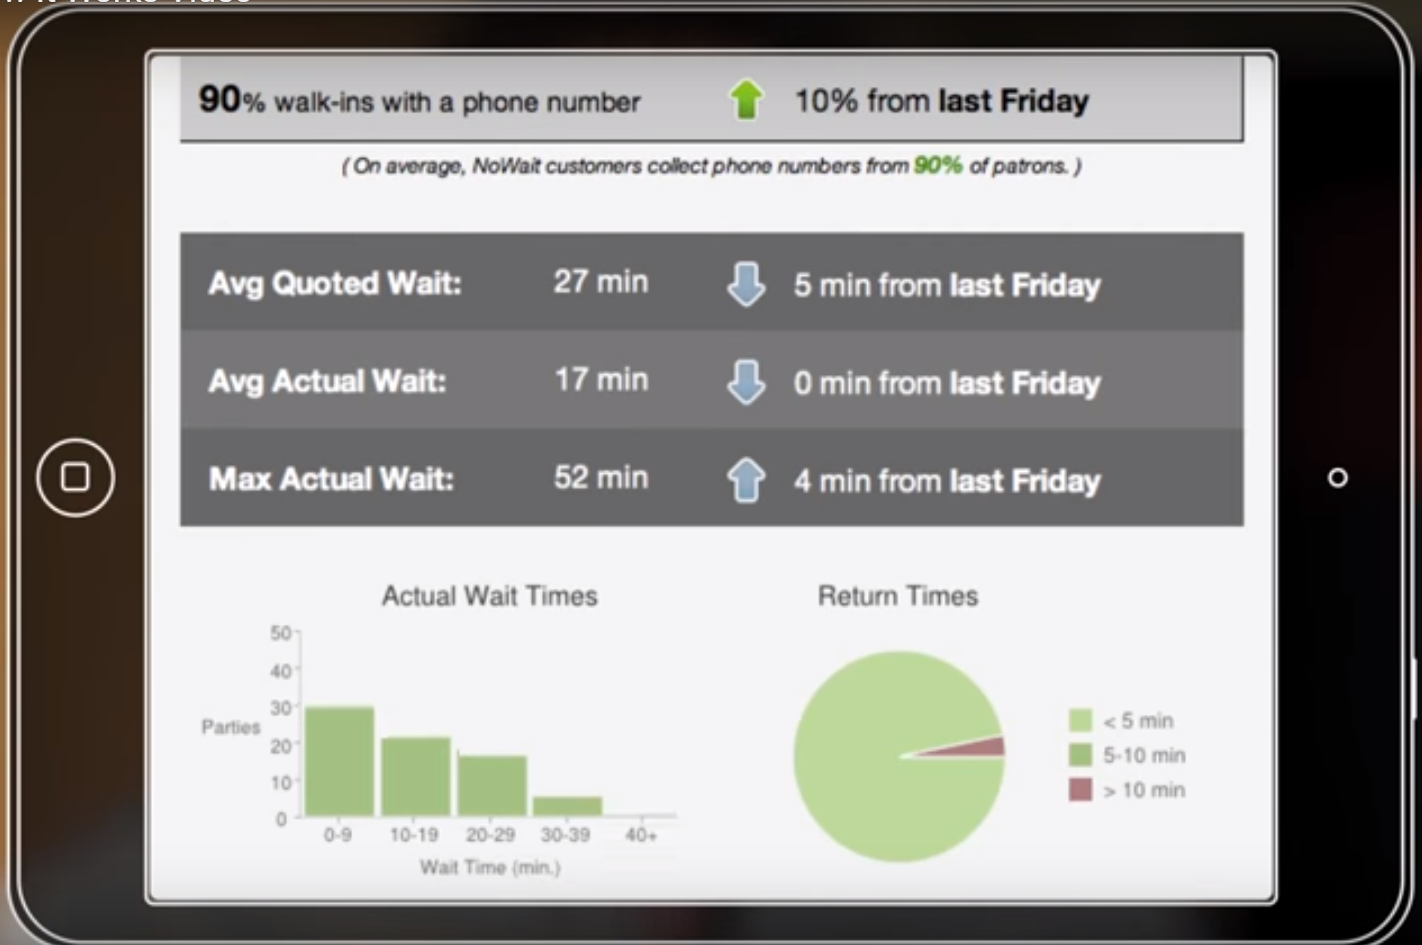 90% walk-ins with a phone number 10% from last Friday
( On average, NoWait customers collect phone numbers from 90% of patrons. )
Avg Quoted Wait: 27 min 5 min from last Friday
Avg Actual Wait: 17 min 0 min from last Friday
Max Actual Wait: 52 min 4 min from last Friday
Actual Wait Times
50
40
30
Parties
20
10
0
0-9 10-19 20-29 30-39 40+
Wait Time (min.)
Return Times
< 5 min
5-10 min
> 10 min